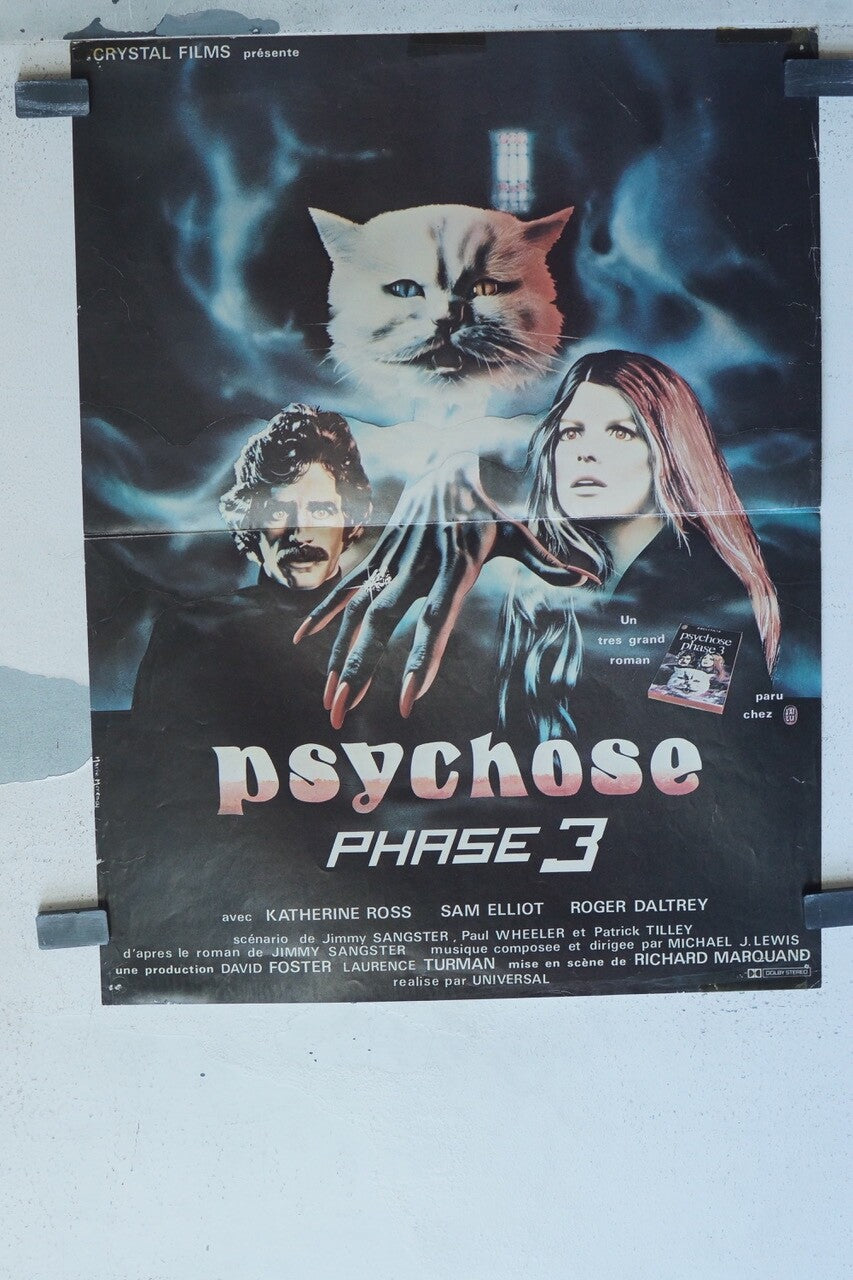 CRYSTAL FILMS présente
Un
tres grand
roman
psychose
phase 3
paru
chez
J'AI LU
psychose
PHASE 3
avec KATHERINE ROSS SAM ELLIOT ROGER DALTREY
scénario de Jimmy SANGSTER, Paul WHEELER et Patrick TILLEY
d'apres le roman de JIMMY SANGSTER musique composee et dirigee par MICHAEL J. LEWIS
une production DAVID FOSTER LAURENCE TURMAN mise en scène de RICHARD MARQUAND
realise par UNIVERSAL
DOLBY STEREO